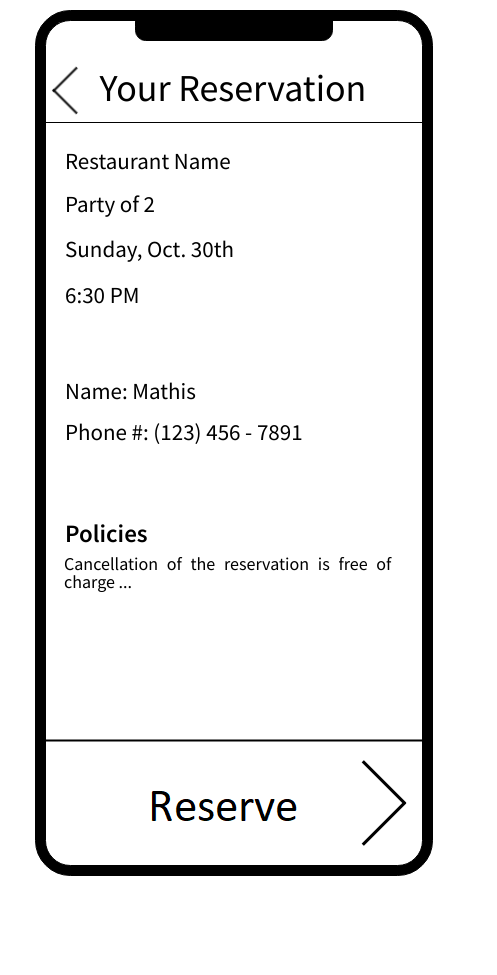 Your Reservation
Restaurant Name
Party of 2
Sunday, Oct. 30th
6:30 PM
Name: Mathis
Phone #: (123) 456 - 7891
Policies
Cancellation of the reservation is free of
charge ...
Reserve